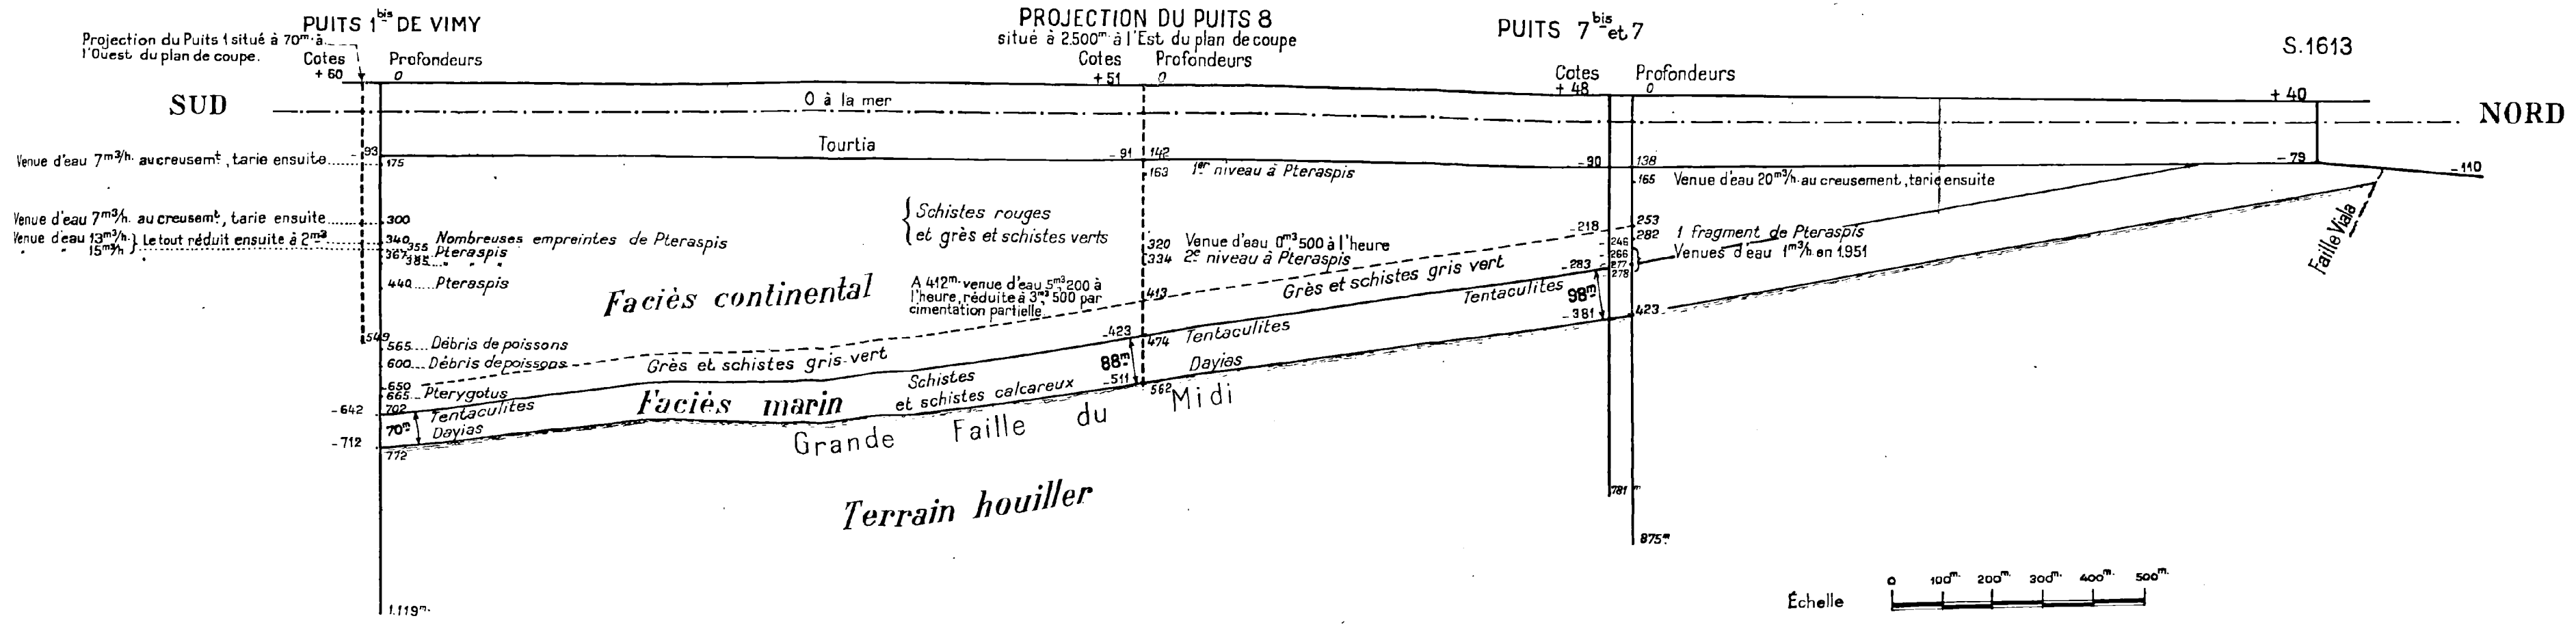 PUITS 1bis DE VIMY
Projection du Puits 1 situé à 70m. à
l'Ouest du plan de coupe.
Cotes
+ 60
Profondeurs
0
PROJECTION DU PUITS 8
situé à 2.500m. à l'Est du plan de coupe
Cotes
+ 51
Profondeurs
0
PUITS 7bis et 7
Cotes
+ 48
Profondeurs
0
S.1613
+ 40
SUD
0 à la mer
NORD
Tourtia
Venue d'eau 7m3/h. au creusemt, tarie ensuite
- 93
175
- 91
142
163 1er niveau à Pteraspis
- 90
138
165 Venue d'eau 20m3/h. au creusement, tarie ensuite
- 79
- 110
Venue d'eau 7m3/h. au creusemt, tarie ensuite
300
Venue d'eau 13m3/h. } Le tout réduit ensuite à 2m3
" " 15m3/h "
340 Nombreuses empreintes de Pteraspis
355
367 Pteraspis
385 " "
440 Pteraspis
Schistes rouges
et grès et schistes verts
320 Venue d'eau 0m3,500 à l'heure
334 2e niveau à Pteraspis
- 218
253
282 1 fragment de Pteraspis
- 246
- 266
277
- 278
Venues d'eau 1m3/h. en 1.951
- 283
Faille Viala
Faciès continental
A 412m. venue d'eau 5m3200 à
l'heure, réduite à 3m3,500 par
cimentation partielle
413
Grès et schistes gris vert
Tentaculites
98m
- 381
423
549
565 Débris de poissons
600 Débris de poissons
650
665 Pterygotus
Grès et schistes gris-vert
- 423
474 Tentaculites
88m
- 511
562
Dayias
- 642
702
Tentaculites
70m
Dayias
- 712
772
Faciès marin
Schistes
et schistes calcareux
Grande Faille du Midi
Terrain houiller
781m
875m
1.119m.
Échelle
0 100m. 200m. 300m. 400m. 500m.